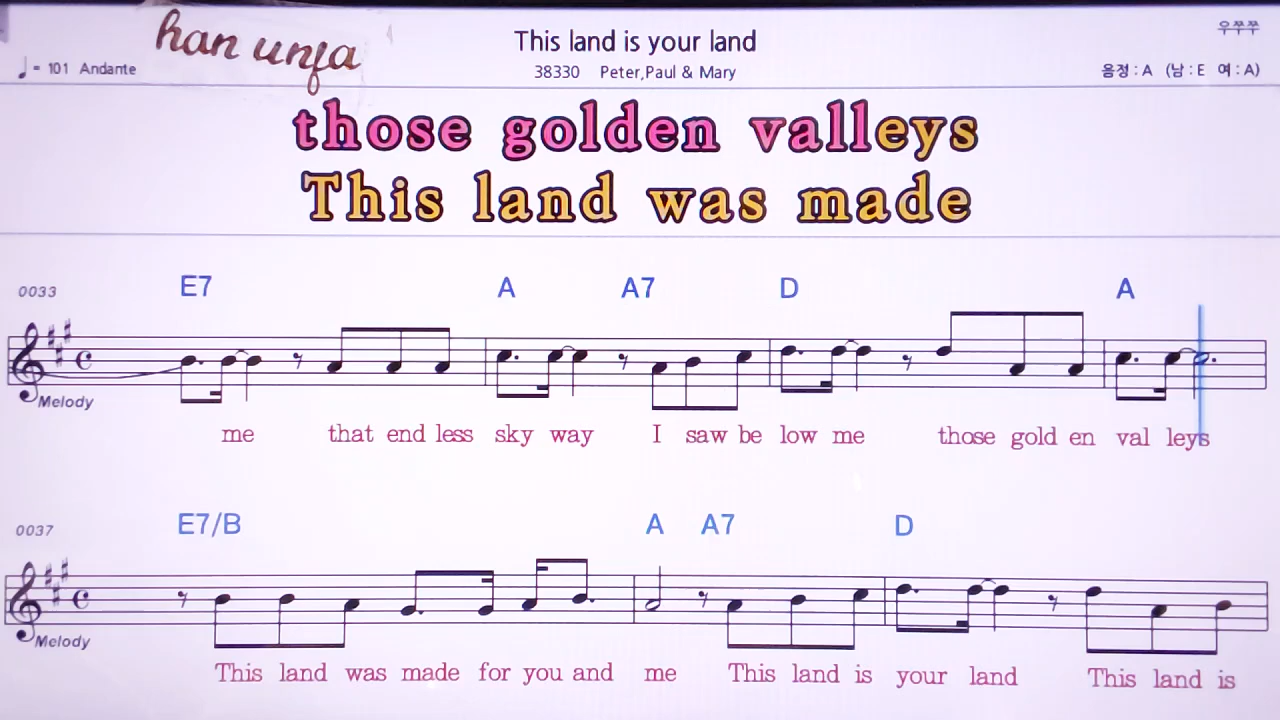 han unja
This land is your land
우쭈쭈
♩= 101 Andante
38330 Peter,Paul & Mary
음정 : A (남 : E 여 : A)
those golden valleys
This land was made
0033
E7 A A7 D A
Melody
me that end less sky way I saw be low me those gold en val leys
0037
E7/B A A7 D
Melody
This land was made for you and me This land is your land This land is